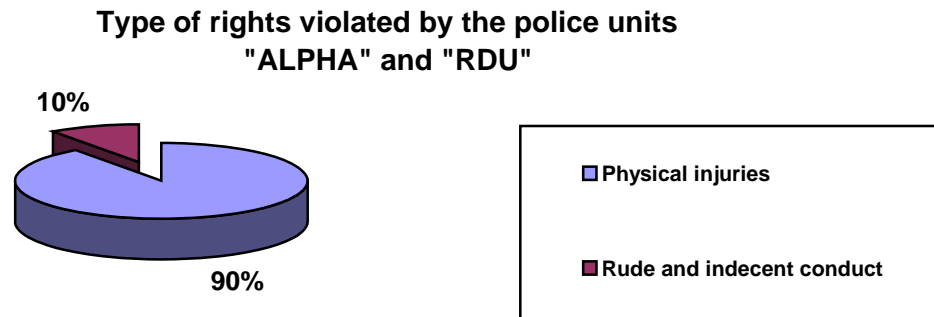 Type of rights violated by the police units
"ALPHA" and "RDU"
10%
Physical injuries
Rude and indecent conduct
90%